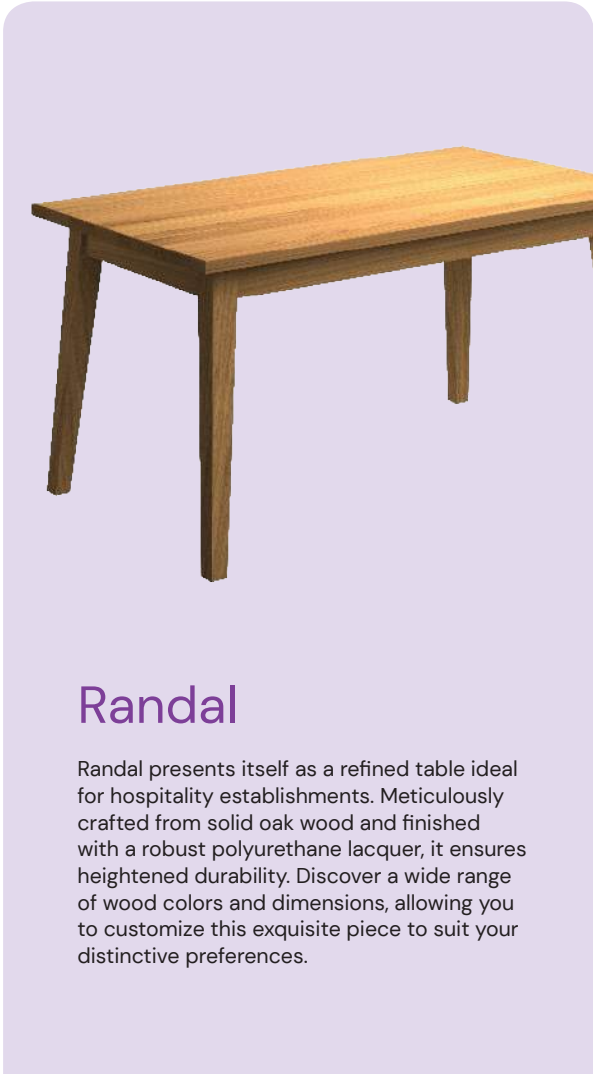 Randal
Randal presents itself as a refined table ideal
for hospitality establishments. Meticulously
crafted from solid oak wood and finished
with a robust polyurethane lacquer, it ensures
heightened durability. Discover a wide range
of wood colors and dimensions, allowing you
to customize this exquisite piece to suit your
distinctive preferences.